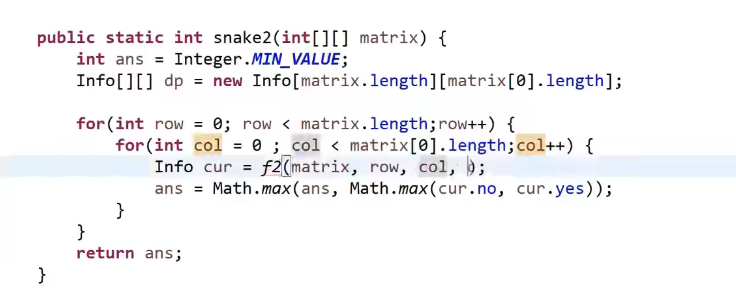 public static int snake2(int[][] matrix) {
int ans = Integer.MIN_VALUE;
Info[][] dp = new Info[matrix.length][matrix[0].length];
for(int row = 0; row < matrix.length;row++) {
for(int col = 0 ; col < matrix[0].length;col++) {
Info cur = f2(matrix, row, col, );
ans = Math.max(ans, Math.max(cur.no, cur.yes));
}
}
return ans;
}